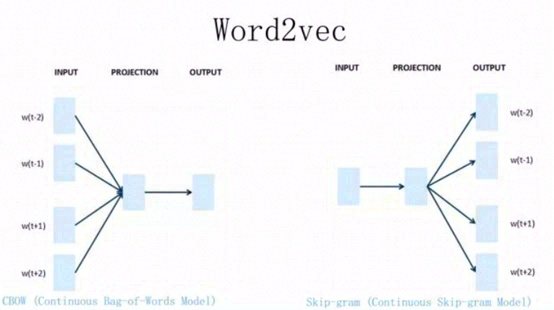 Word2vec
INPUT PROJECTION OUTPUT
w(t-2)
w(t-1)
w(t+1)
w(t+2)
CBOW (Continuous Bag-of-Words Model)
INPUT PROJECTION OUTPUT
w(t-2)
w(t-1)
w(t+1)
w(t+2)
Skip-gram (Continuous Skip-gram Model)